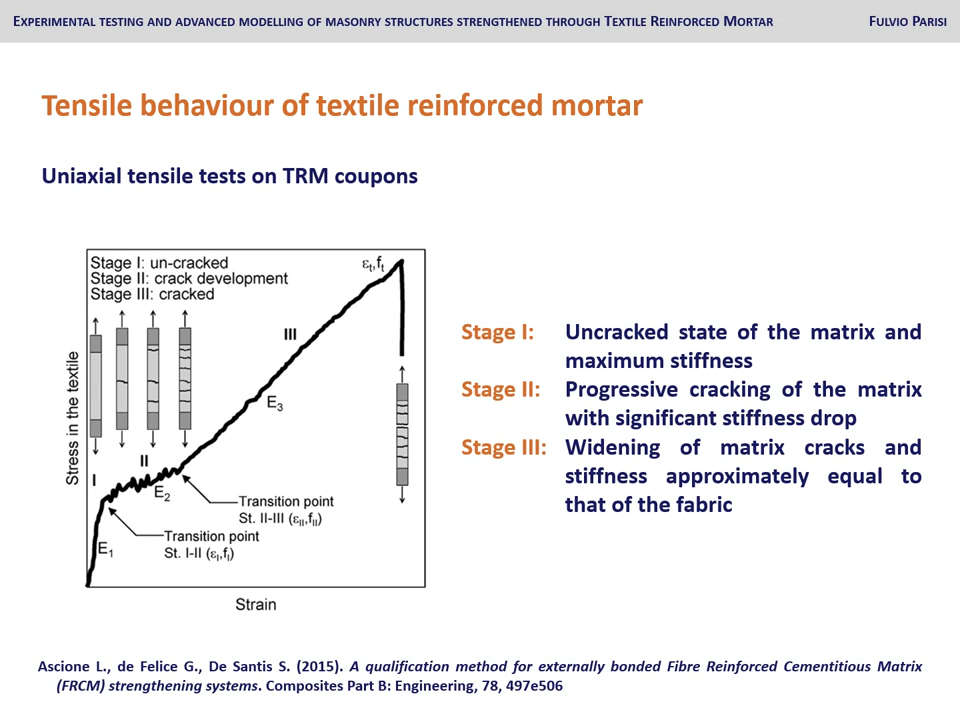 EXPERIMENTAL TESTING AND ADVANCED MODELLING OF MASONRY STRUCTURES STRENGTHENED THROUGH TEXTILE REINFORCED MORTAR FULVIO PARISI
Tensile behaviour of textile reinforced mortar
Uniaxial tensile tests on TRM coupons
Stage I: un-cracked
Stage II: crack development
Stage III: cracked
εt,ft
III
E3
Stress in the textile
I
II
E2
Transition point
St. II-III (εII,fII)
Transition point
St. I-II (εI,fI)
E1
Strain
Stage I: Uncracked state of the matrix and
maximum stiffness
Stage II: Progressive cracking of the matrix
with significant stiffness drop
Stage III: Widening of matrix cracks and
stiffness approximately equal to
that of the fabric
Ascione L., de Felice G., De Santis S. (2015). A qualification method for externally bonded Fibre Reinforced Cementitious Matrix
(FRCM) strengthening systems. Composites Part B: Engineering, 78, 497e506